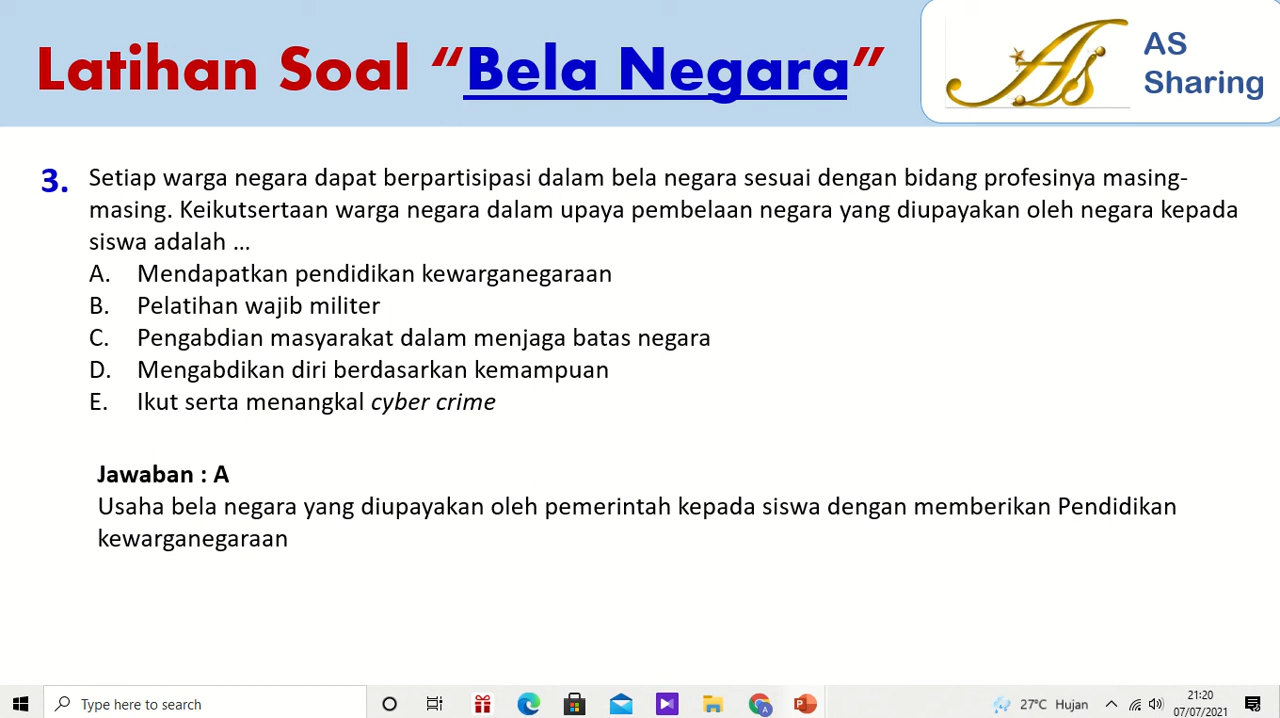 Latihan Soal “Bela Negara”
As
AS
Sharing
3. Setiap warga negara dapat berpartisipasi dalam bela negara sesuai dengan bidang profesinya masing-
masing. Keikutsertaan warga negara dalam upaya pembelaan negara yang diupayakan oleh negara kepada
siswa adalah ...
A. Mendapatkan pendidikan kewarganegaraan
B. Pelatihan wajib militer
C. Pengabdian masyarakat dalam menjaga batas negara
D. Mengabdikan diri berdasarkan kemampuan
E. Ikut serta menangkal cyber crime
Jawaban : A
Usaha bela negara yang diupayakan oleh pemerintah kepada siswa dengan memberikan Pendidikan
kewarganegaraan
Type here to search
27°C Hujan
21:20
07/07/2021